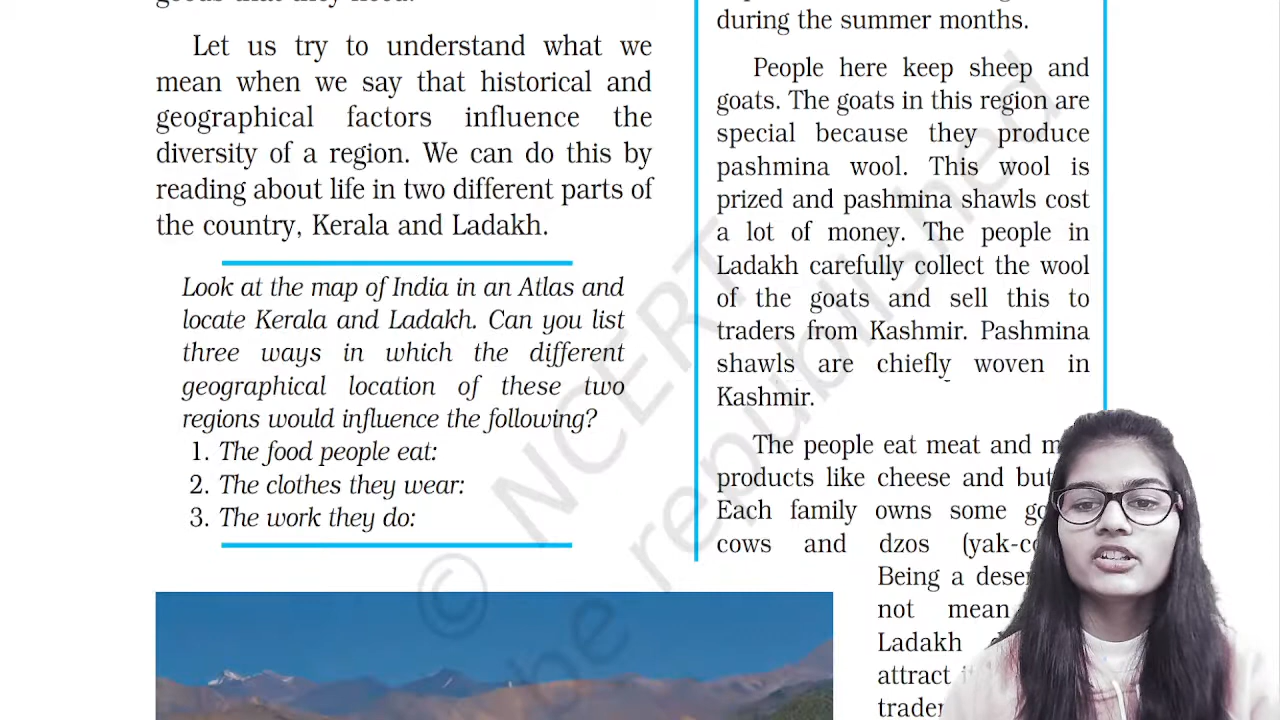 goods that they need.
Let us try to understand what we
mean when we say that historical and
geographical factors influence the
diversity of a region. We can do this by
reading about life in two different parts of
the country, Kerala and Ladakh.
Look at the map of India in an Atlas and
locate Kerala and Ladakh. Can you list
three ways in which the different
geographical location of these two
regions would influence the following?
1. The food people eat:
2. The clothes they wear:
3. The work they do:
during the summer months.
People here keep sheep and
goats. The goats in this region are
special because they produce
pashmina wool. This wool is
prized and pashmina shawls cost
a lot of money. The people in
Ladakh carefully collect the wool
of the goats and sell this to
traders from Kashmir. Pashmina
shawls are chiefly woven in
Kashmir.
The people eat meat and
products like cheese and
Each family owns some
cows and dzos
Being a
not mean
Ladakh
attract
© NCERT
be republished